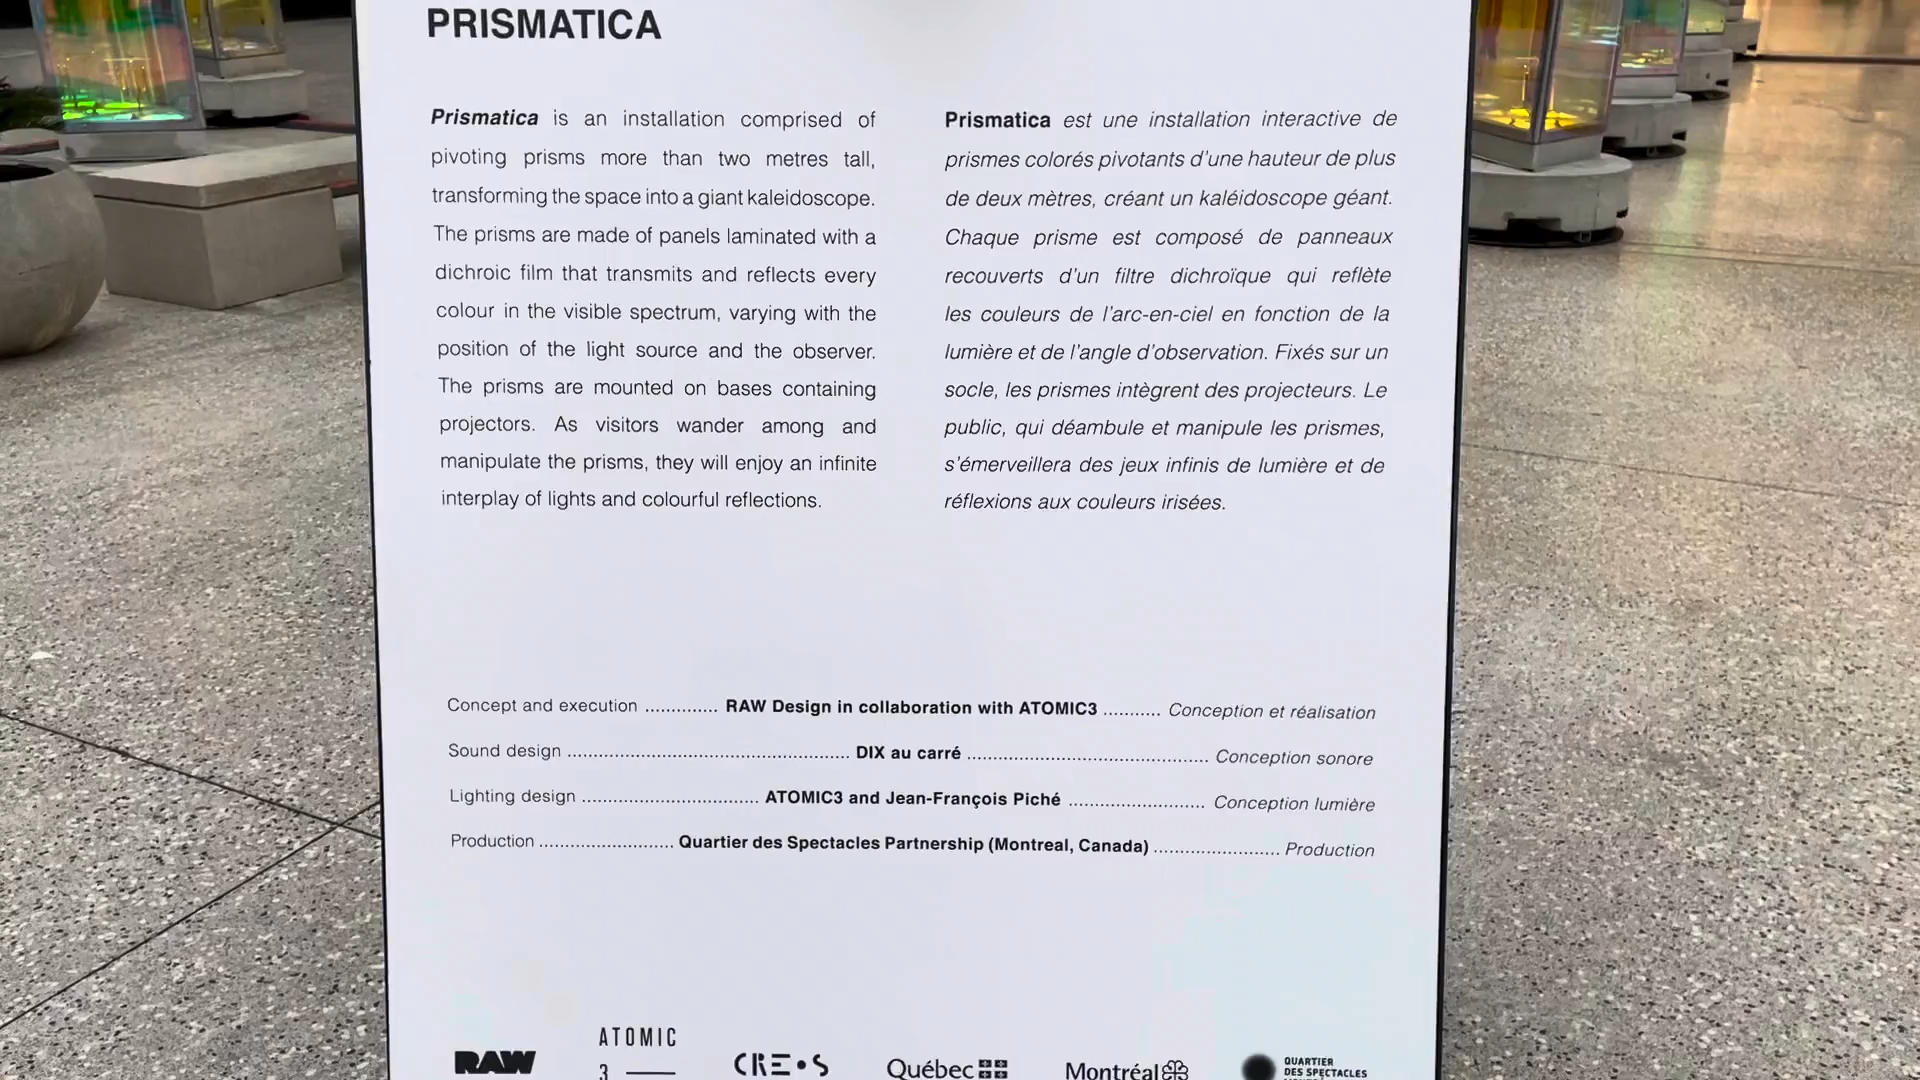 PRISMATICA
Prismatica is an installation comprised of
pivoting prisms more than two metres tall,
transforming the space into a giant kaleidoscope.
The prisms are made of panels laminated with a
dichroic film that transmits and reflects every
colour in the visible spectrum, varying with the
position of the light source and the observer.
The prisms are mounted on bases containing
projectors. As visitors wander among and
manipulate the prisms, they will enjoy an infinite
interplay of lights and colourful reflections.
Prismatica est une installation interactive de
prismes colorés pivotants d'une hauteur de plus
de deux mètres, créant un kaléidoscope géant.
Chaque prisme est composé de panneaux
recouverts d'un filtre dichroïque qui reflète
les couleurs de l'arc-en-ciel en fonction de la
lumière et de l'angle d'observation. Fixés sur un
socle, les prismes intègrent des projecteurs. Le
public, qui déambule et manipule les prismes,
s'émerveillera des jeux infinis de lumière et de
réflexions aux couleurs irisées.
Concept and execution ............. RAW Design in collaboration with ATOMIC3 ........... Conception et réalisation
Sound design .................................................. DIX au carré ........................................... Conception sonore
Lighting design ............................... ATOMIC3 and Jean-François Piché ........................ Conception lumière
Production ........................ Quartier des Spectacles Partnership (Montreal, Canada) ...................... Production
RAW
ATOMIC
3
CREOS
Québec
Montréal
QUARTIER
DES SPECTACLES